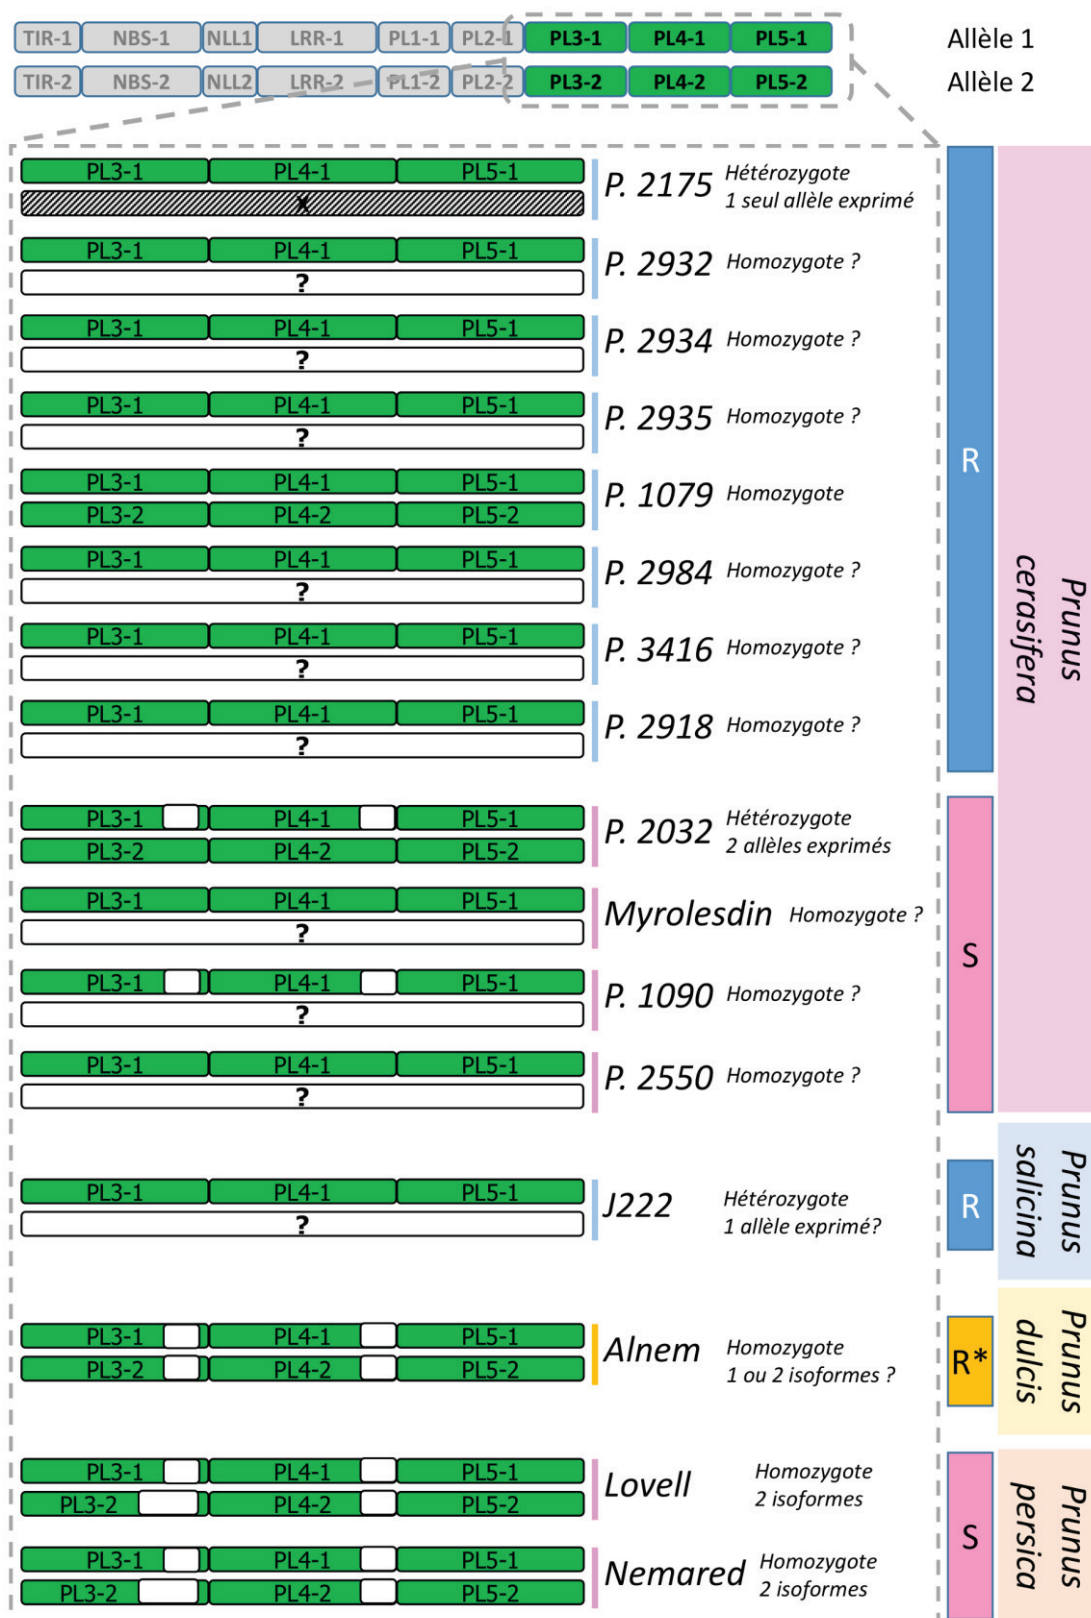 TIR-1 NBS-1 NLL1 LRR-1 PL1-1 PL2-1 PL3-1 PL4-1 PL5-1 Allèle 1
TIR-2 NBS-2 NLL2 LRR-2 PL1-2 PL2-2 PL3-2 PL4-2 PL5-2 Allèle 2
PL3-1 PL4-1 PL5-1
X
P. 2175 Hétérozygote
1 seul allèle exprimé
PL3-1 PL4-1 PL5-1
?
P. 2932 Homozygote ?
PL3-1 PL4-1 PL5-1
?
P. 2934 Homozygote ?
PL3-1 PL4-1 PL5-1
?
P. 2935 Homozygote ?
PL3-1 PL4-1 PL5-1
PL3-2 PL4-2 PL5-2
P. 1079 Homozygote
PL3-1 PL4-1 PL5-1
?
P. 2984 Homozygote ?
PL3-1 PL4-1 PL5-1
?
P. 3416 Homozygote ?
PL3-1 PL4-1 PL5-1
?
P. 2918 Homozygote ?
R
PL3-1 PL4-1 PL5-1
PL3-2 PL4-2 PL5-2
P. 2032 Hétérozygote
2 allèles exprimés
PL3-1 PL4-1 PL5-1
?
Myrolesdin Homozygote ?
PL3-1 PL4-1 PL5-1
?
P. 1090 Homozygote ?
PL3-1 PL4-1 PL5-1
?
P. 2550 Homozygote ?
S
Prunus
cerasifera
PL3-1 PL4-1 PL5-1
?
J222 Hétérozygote
1 allèle exprimé?
R
Prunus
salicina
PL3-1 PL4-1 PL5-1
PL3-2 PL4-2 PL5-2
Alnem Homozygote
1 ou 2 isoformes ?
R*
Prunus
dulcis
PL3-1 PL4-1 PL5-1
PL3-2 PL4-2 PL5-2
Lovell Homozygote
2 isoformes
PL3-1 PL4-1 PL5-1
PL3-2 PL4-2 PL5-2
Nemared Homozygote
2 isoformes
S
Prunus
persica